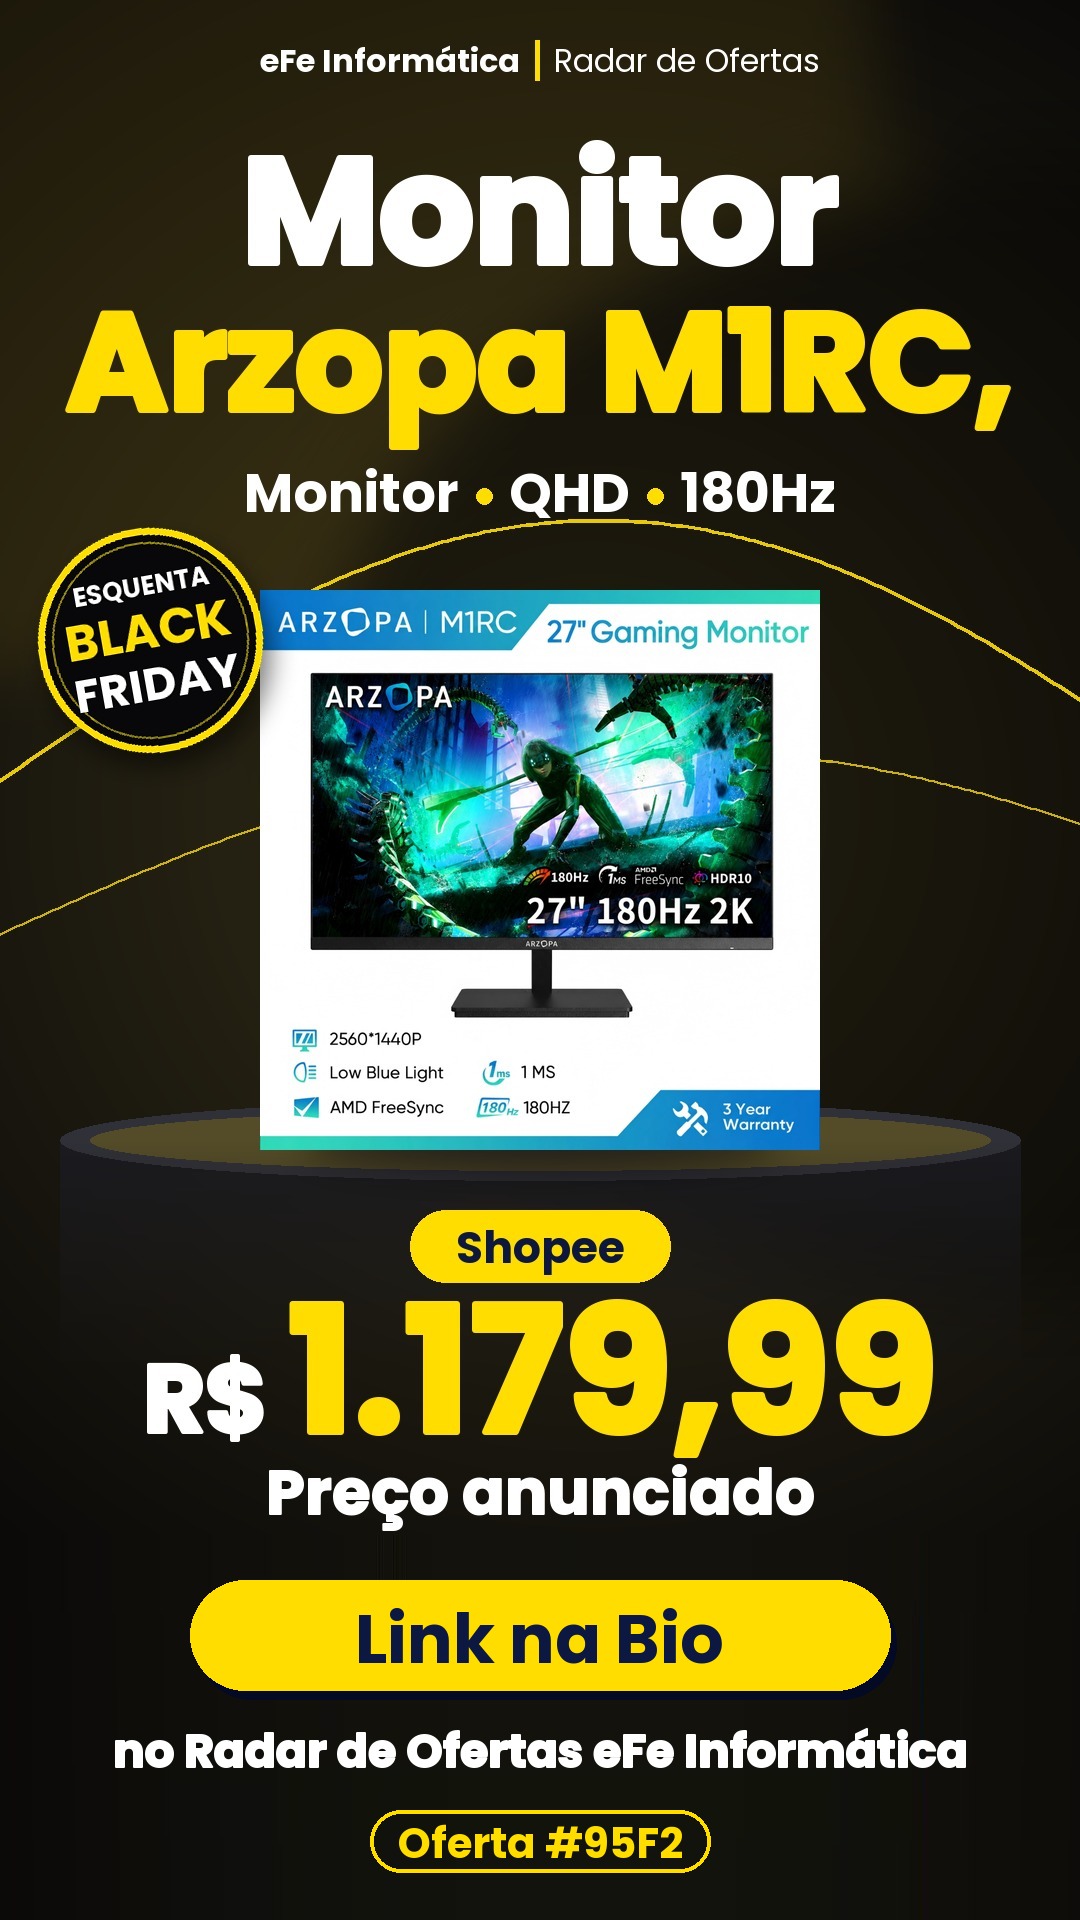 eFe Informática | Radar de Ofertas
Monitor
Arzopa M1RC,
Monitor • QHD • 180Hz
ESQUENTA
BLACK
FRIDAY
ARZOPA | M1RC
27" Gaming Monitor
ARZOPA
180Hz 1MS AMD FreeSync HDR10
27" 180Hz 2K
ARZOPA
2560*1440P
Low Blue Light
1ms 1 MS
AMD FreeSync
180Hz 180HZ
3 Year
Warranty
Shopee
R$ 1.179,99
Preço anunciado
Link na Bio
no Radar de Ofertas eFe Informática
Oferta #95F2